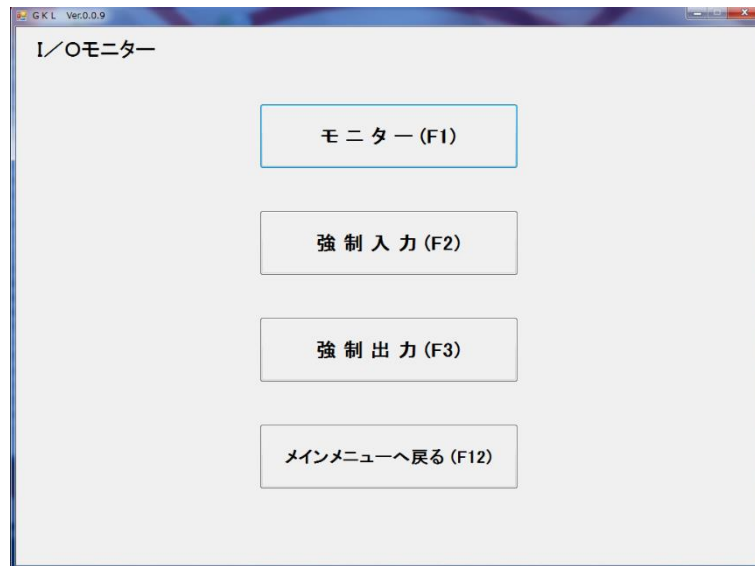 GKL Ver.0.0.9
I／Oモニター
モ ニ タ ー (F1)
強 制 入 力 (F2)
強 制 出 力 (F3)
メインメニューへ戻る (F12)